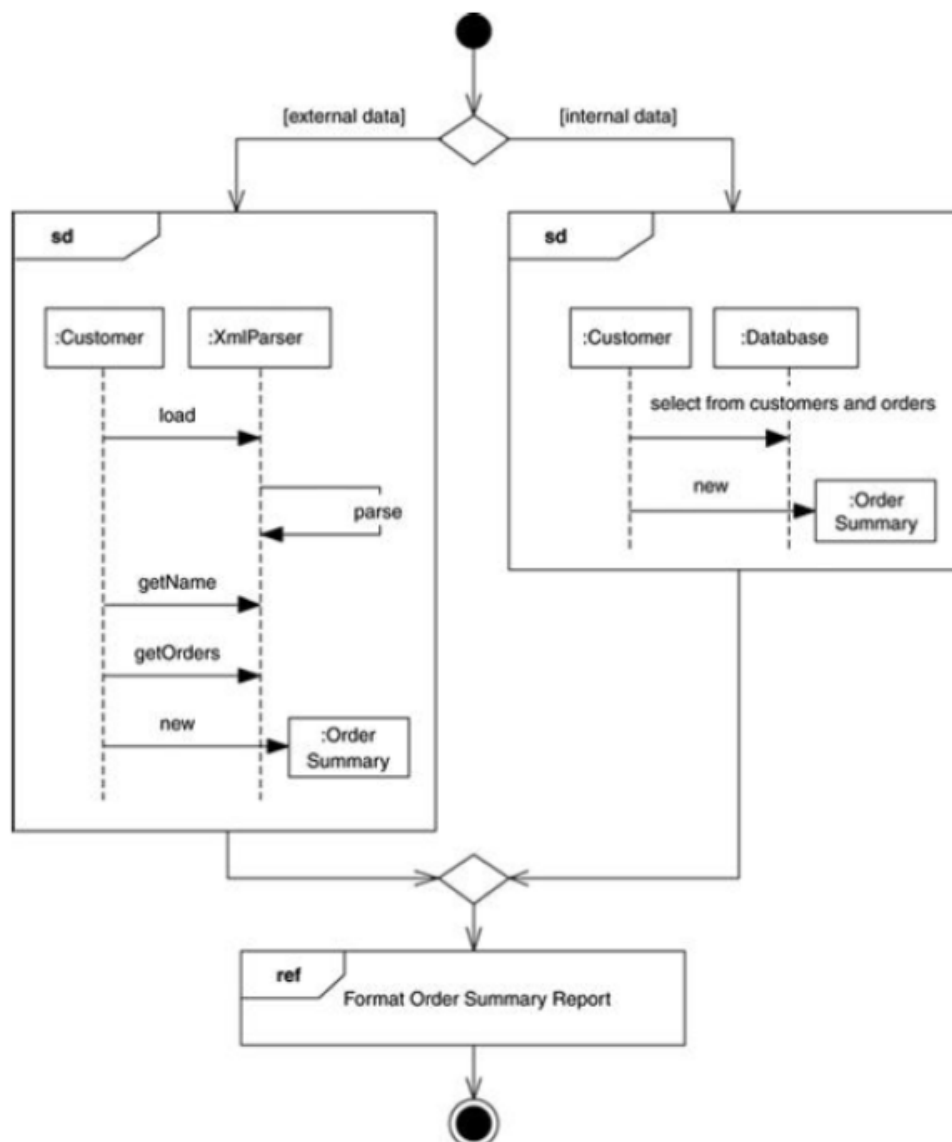 [external data]
[internal data]
sd
:Customer
:XmlParser
load
parse
getName
getOrders
new
:Order
Summary
sd
:Customer
:Database
select from customers and orders
new
:Order
Summary
ref
Format Order Summary Report